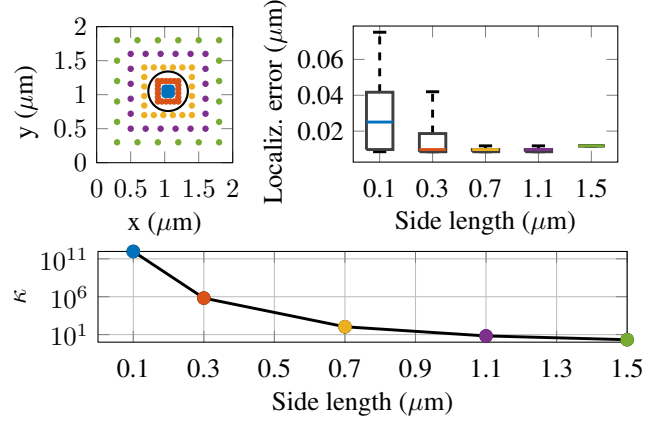 2
1.5
1
0.5
0
y (μm)
0 0.5 1 1.5 2
x (μm)
Localiz. error (μm)
0.06
0.04
0.02
0.1 0.3 0.7 1.1 1.5
Side length (μm)
κ
10^11
10^6
10^1
0.1 0.3 0.5 0.7 0.9 1.1 1.3 1.5
Side length (μm)